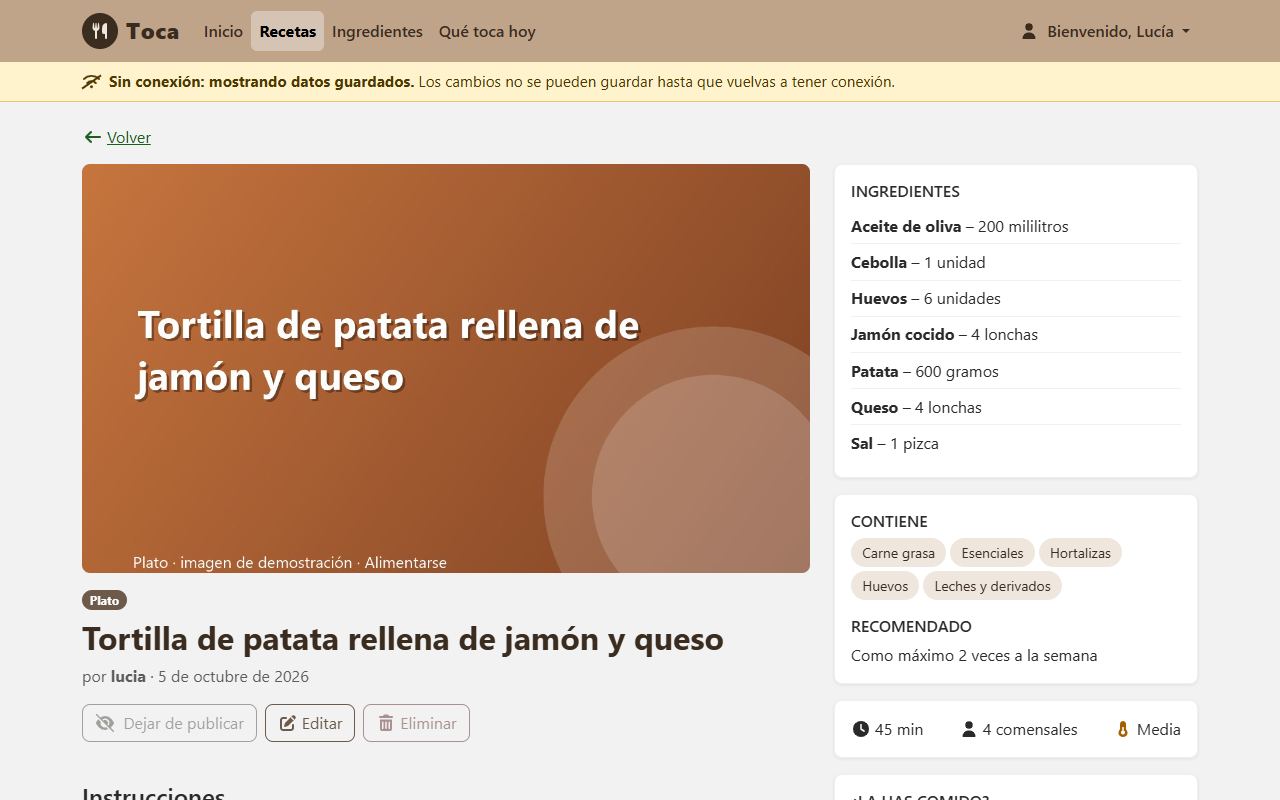 Toca
Inicio
Recetas
Ingredientes
Qué toca hoy
Bienvenido, Lucía
Sin conexión: mostrando datos guardados. Los cambios no se pueden guardar hasta que vuelvas a tener conexión.
Volver
Tortilla de patata rellena de
jamón y queso
Plato · imagen de demostración · Alimentarse
Plato
Tortilla de patata rellena de jamón y queso
por lucia · 5 de octubre de 2026
Dejar de publicar
Editar
Eliminar
Instrucciones
INGREDIENTES
Aceite de oliva – 200 mililitros
Cebolla – 1 unidad
Huevos – 6 unidades
Jamón cocido – 4 lonchas
Patata – 600 gramos
Queso – 4 lonchas
Sal – 1 pizca
CONTIENE
Carne grasa
Esenciales
Hortalizas
Huevos
Leches y derivados
RECOMENDADO
Como máximo 2 veces a la semana
45 min
4 comensales
Media
¿LA HAS COMIDO?